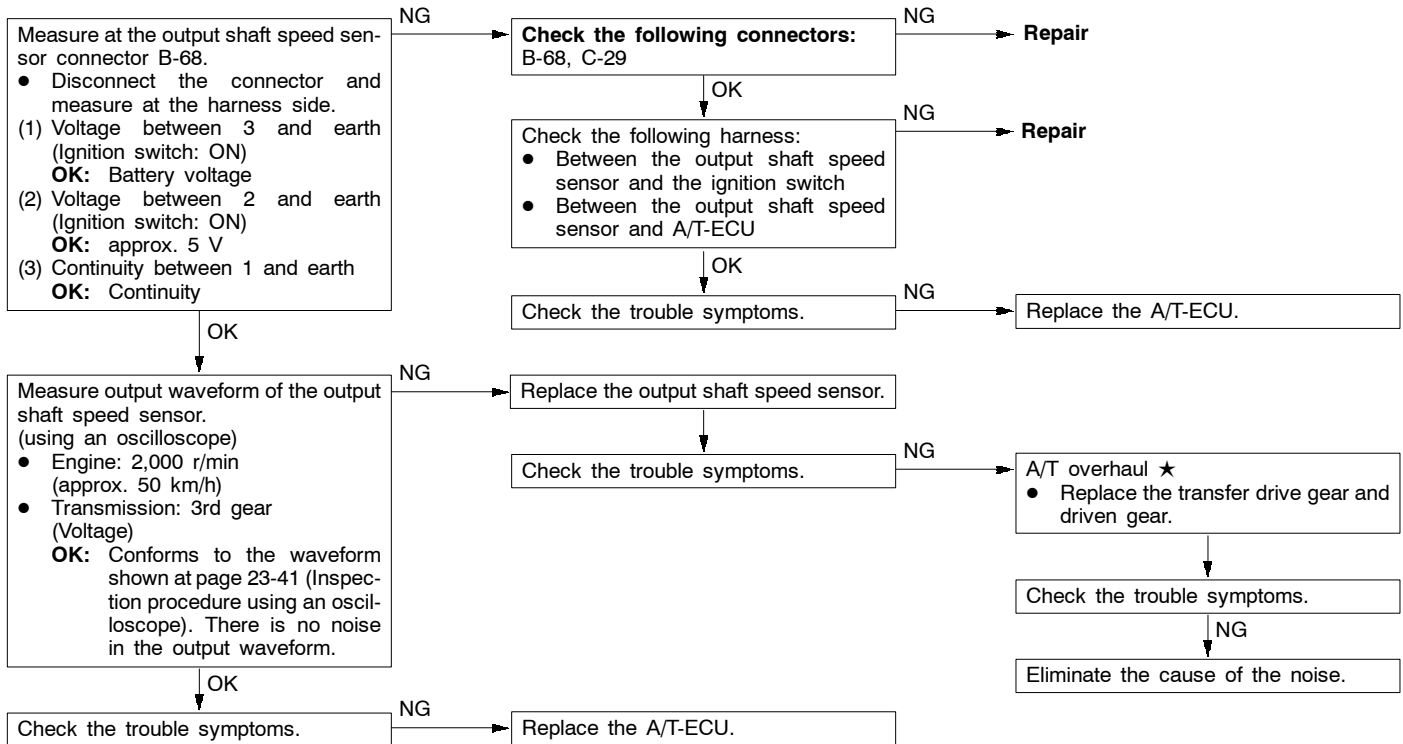 Measure at the output shaft speed sen-
sor connector B-68.
● Disconnect the connector and
measure at the harness side.
(1) Voltage between 3 and earth
(Ignition switch: ON)
OK: Battery voltage
(2) Voltage between 2 and earth
(Ignition switch: ON)
OK: approx. 5 V
(3) Continuity between 1 and earth
OK: Continuity
NG
Check the following connectors:
B-68, C-29
NG
Repair
OK
Check the following harness:
● Between the output shaft speed
sensor and the ignition switch
● Between the output shaft speed
sensor and A/T-ECU
NG
Repair
OK
Check the trouble symptoms.
NG
Replace the A/T-ECU.
OK
Measure output waveform of the output
shaft speed sensor.
(using an oscilloscope)
● Engine: 2,000 r/min
(approx. 50 km/h)
● Transmission: 3rd gear
(Voltage)
OK: Conforms to the waveform
shown at page 23-41 (Inspec-
tion procedure using an oscil-
loscope). There is no noise
in the output waveform.
NG
Replace the output shaft speed sensor.
Check the trouble symptoms.
NG
A/T overhaul ★
● Replace the transfer drive gear and
driven gear.
Check the trouble symptoms.
NG
Eliminate the cause of the noise.
OK
Check the trouble symptoms.
NG
Replace the A/T-ECU.